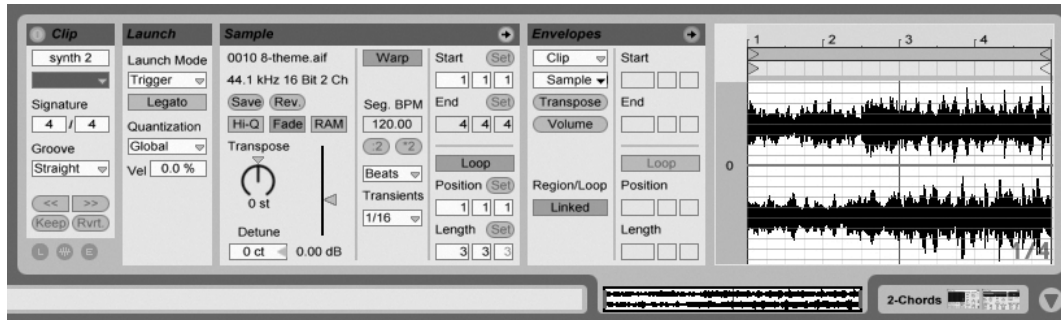 Clip
synth 2
Signature
4 / 4
Groove
Straight
<< >>
Keep Rvrt.
L E
Launch
Launch Mode
Trigger
Legato
Quantization
Global
Vel 0.0 %
Sample
0010 8-theme.aif
44.1 kHz 16 Bit 2 Ch
Save Rev.
Hi-Q Fade RAM
Transpose
0 st
Detune
0 ct 0.00 dB
Warp
Seg. BPM
120.00
:2 *2
Beats
Transients
1/16
Start Set
1 1 1
End Set
4 4 4
Loop
Position Set
1 1 1
Length Set
3 3 3
Envelopes
Clip
Sample
Transpose
Volume
Region/Loop
Linked
Start
End
Loop
Position
Length
1 2 3 4
0
1/4
2-Chords